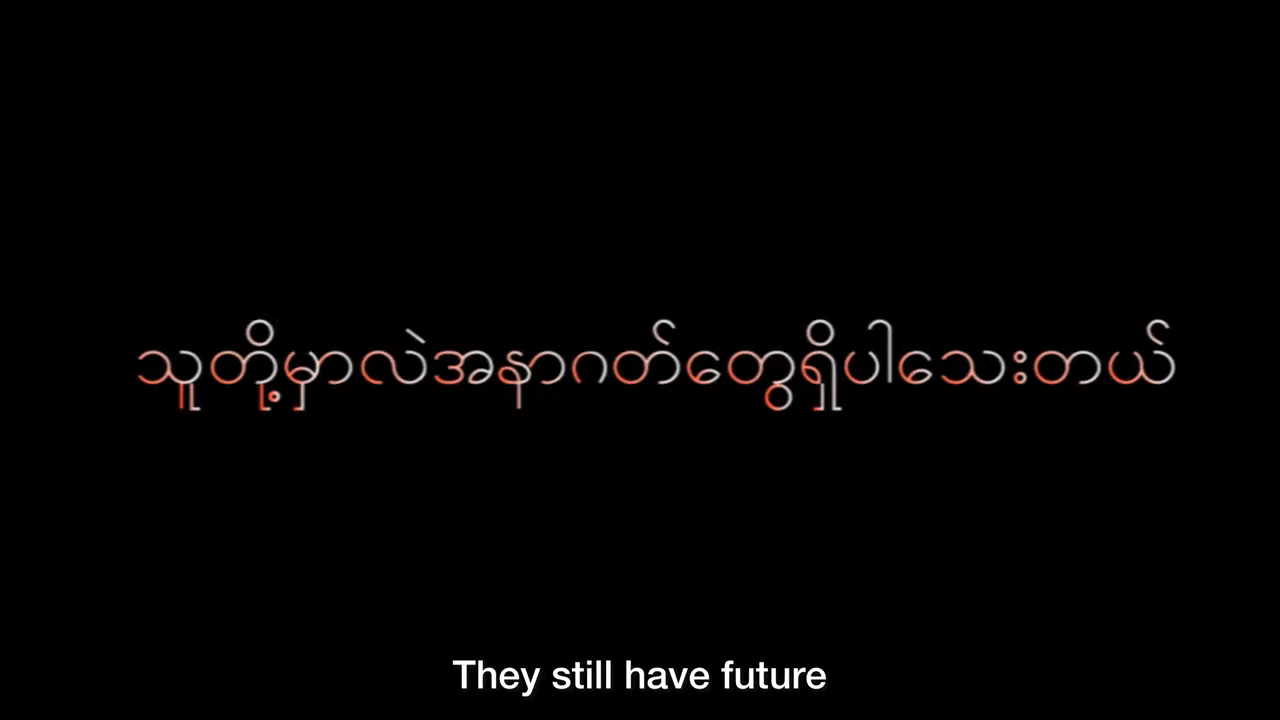 သူတို့မှာလဲအနာဂတ်တွေရှိပါသေးတယ်
They still have future